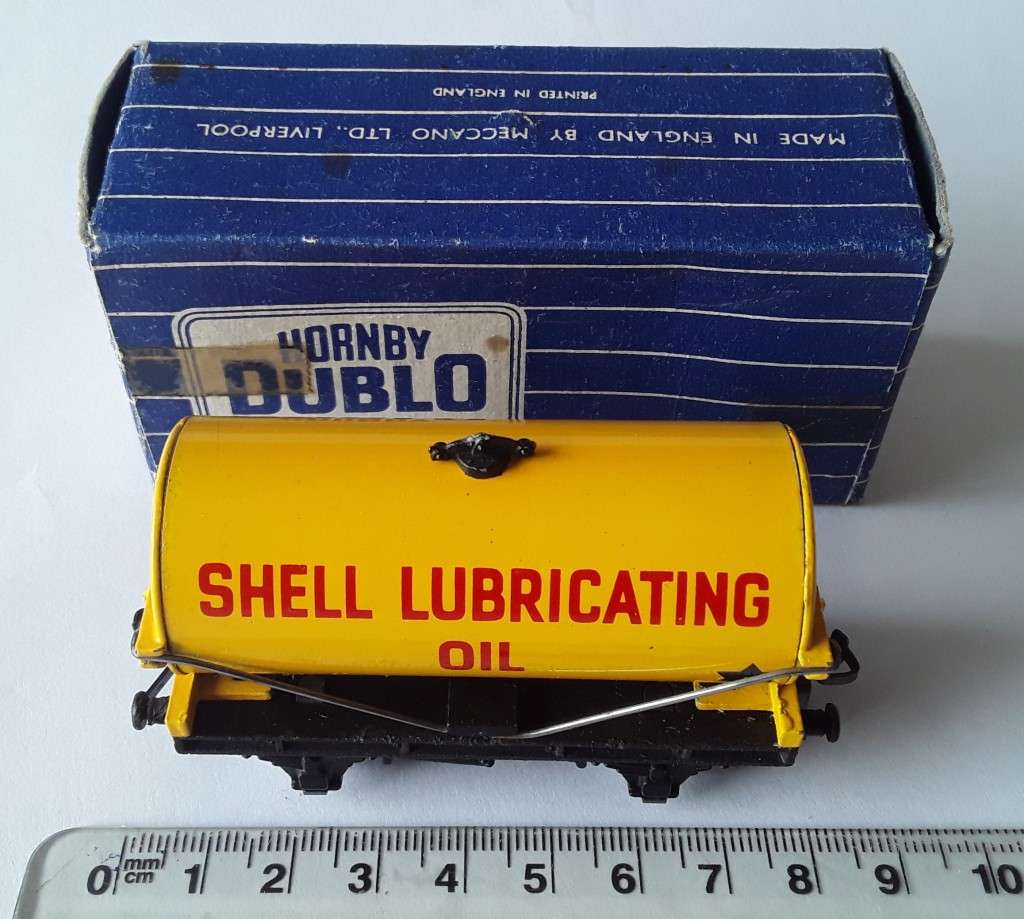 PRINTED IN ENGLAND
MADE IN ENGLAND BY MECCANO LTD., LIVERPOOL
HORNBY
DUBLO
SHELL LUBRICATING
OIL
0 mm 1 2 3 4 5 6 7 8 9 10
cm